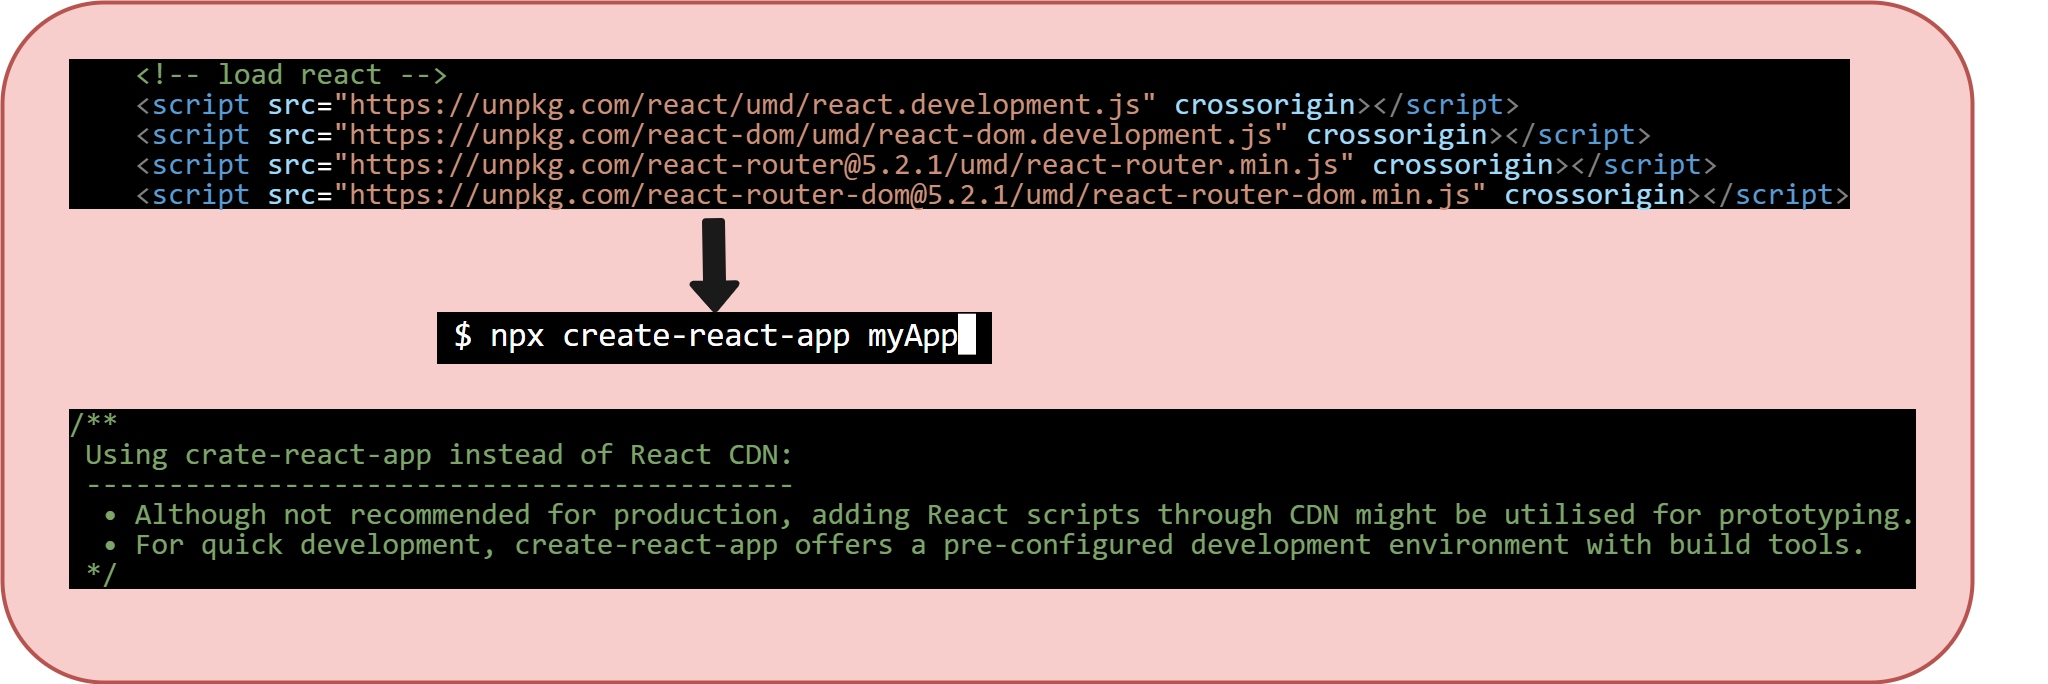 <!-- load react -->
<script src="https://unpkg.com/react/umd/react.development.js" crossorigin></script>
<script src="https://unpkg.com/react-dom/umd/react-dom.development.js" crossorigin></script>
<script src="https://unpkg.com/react-router@5.2.1/umd/react-router.min.js" crossorigin></script>
<script src="https://unpkg.com/react-router-dom@5.2.1/umd/react-router-dom.min.js" crossorigin></script>
$ npx create-react-app myApp
/**
Using crate-react-app instead of React CDN:
-------------------------------------------
• Although not recommended for production, adding React scripts through CDN might be utilised for prototyping.
• For quick development, create-react-app offers a pre-configured development environment with build tools.
*/